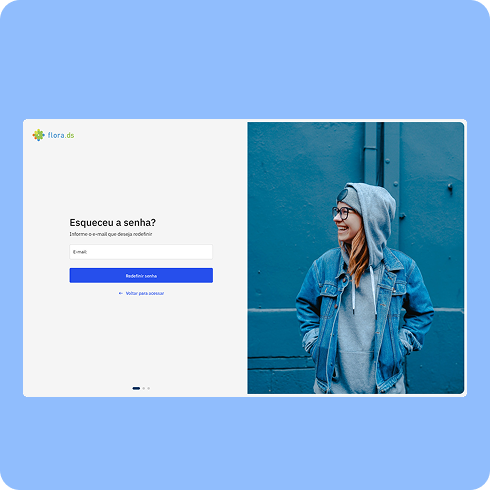 flora.ds
Esqueceu a senha?
Informe o e-mail que deseja redefinir
E-mail:
Redefinir senha
← Voltar para acessar